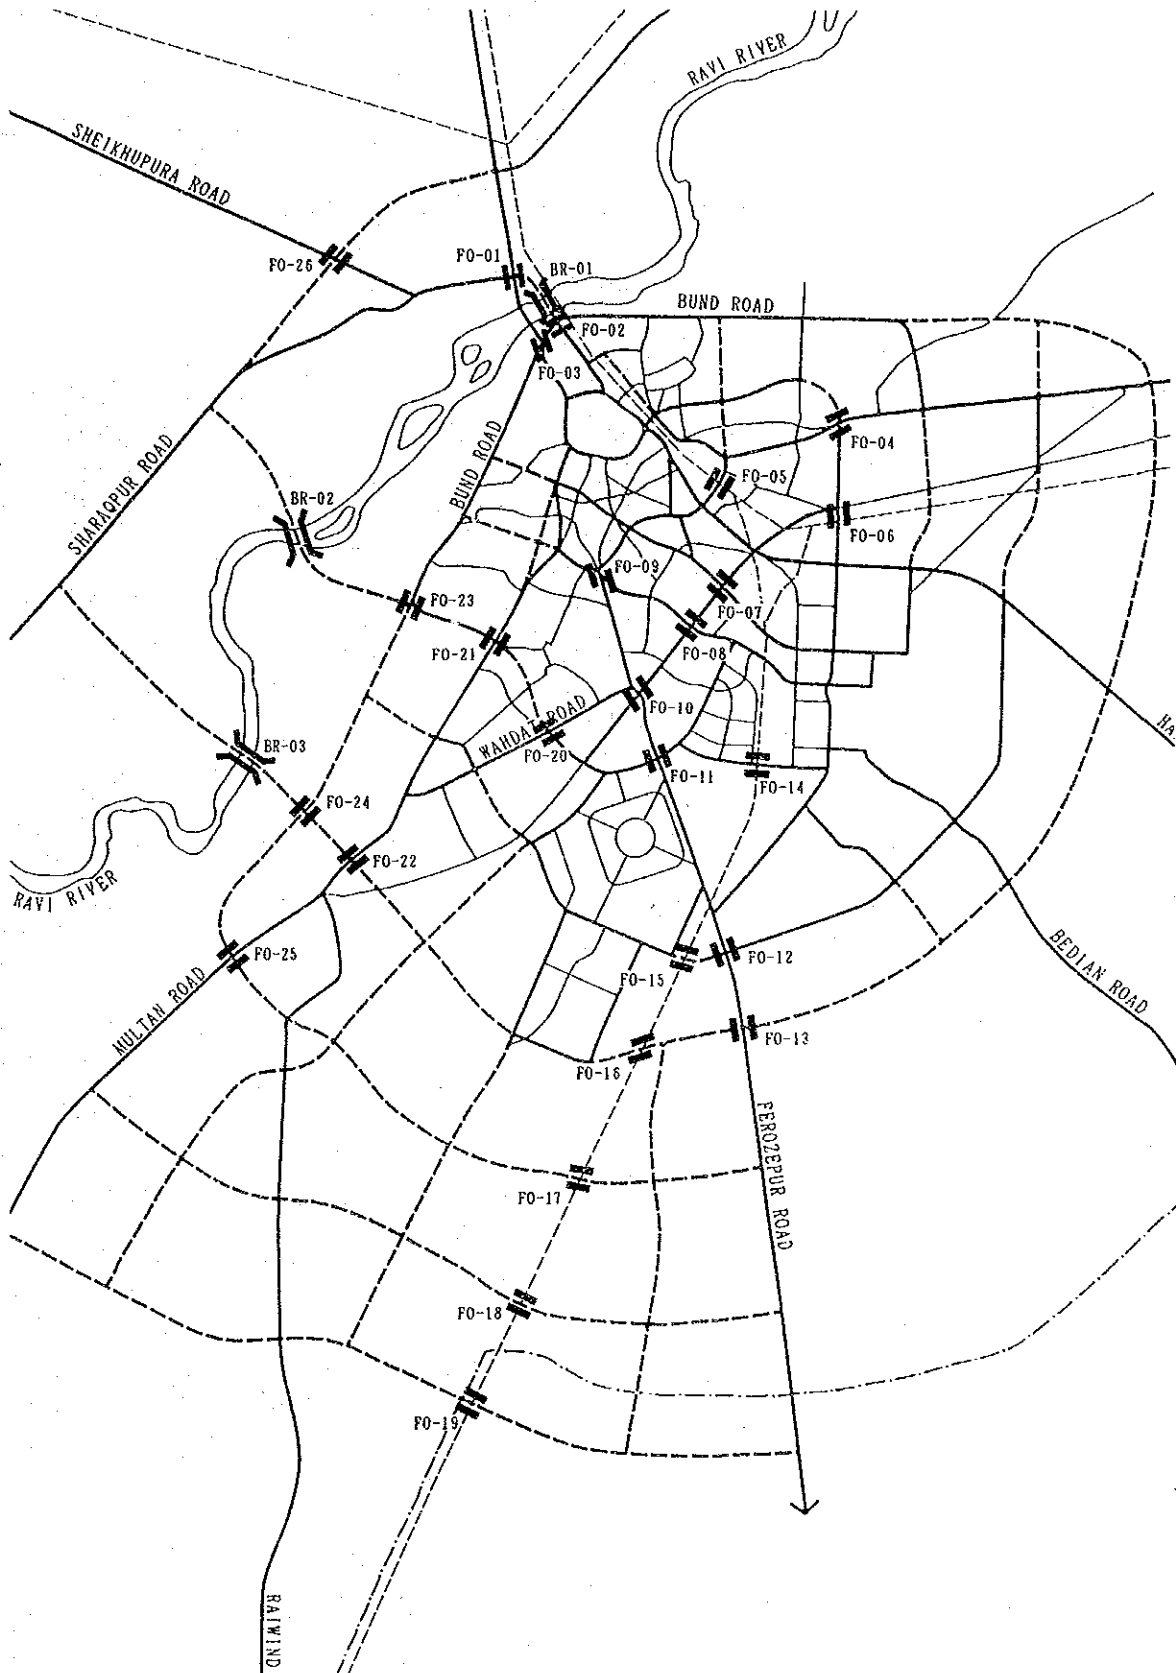 RAVI RIVER
SHEIKHUPURA ROAD
FO-01
BR-01
FO-26
BUND ROAD
FO-02
FO-03
FO-04
BUND ROAD
FO-05
SHARAQPUR ROAD
BR-02
FO-06
FO-09
FO-23
FO-07
FO-21
FO-08
FO-10
WAHDAT ROAD
HA
BR-03
FO-20
FO-11
FO-14
FO-24
FO-22
RAVI RIVER
FO-25
FO-12
FO-15
BEDIAN ROAD
MULTAN ROAD
FO-13
FO-16
FEROZEPUR ROAD
FO-17
FO-18
FO-19
RAIWIND